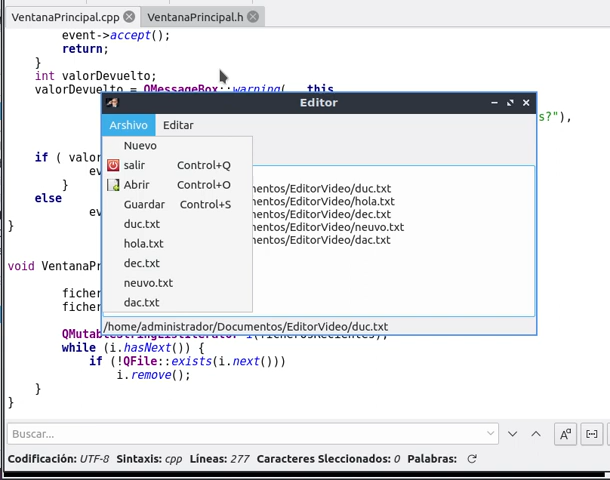 VentanaPrincipal.cpp VentanaPrincipal.h
event->accept();
return;
}
int valorDevuelto;
valorDevuelto = QMessageBox::warning( this
Editor
s?"),
Arshivo Editar
Nuevo
if ( valor
salir Control+Q
ev
Abrir Control+O
mentos/EditorVideo/duc.txt
}
else
Guardar Control+S
mentos/EditorVideo/hola.txt
ev
mentos/EditorVideo/dec.txt
}
duc.txt
mentos/EditorVideo/neuvo.txt
hola.txt
mentos/EditorVideo/dac.txt
void VentanaPri
dec.txt
neuvo.txt
ficher
dac.txt
ficher
/home/administrador/Documentos/EditorVideo/duc.txt
while (i.hasNext()) {
if (!QFile::exists(i.next()))
i.remove();
}
}
Buscar...
Codificación: UTF-8 Sintaxis: cpp Líneas: 277 Caracteres Sleccionados: 0 Palabras: